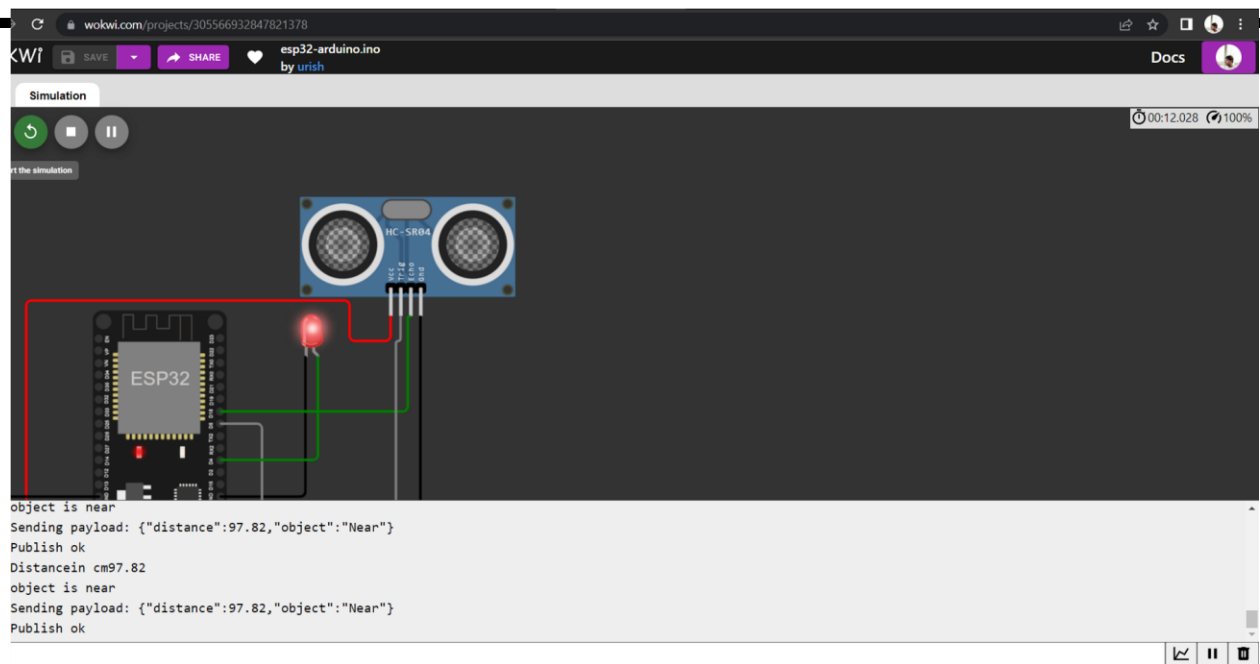 wokwi.com/projects/305566932847821378
SAVE
SHARE
esp32-arduino.ino
by urish
Docs
Simulation
00:12.028 100%
rt the simulation
HC-SR04
Vcc
Trig
Echo
Gnd
ESP32
object is near
Sending payload: {"distance":97.82,"object":"Near"}
Publish ok
Distancein cm97.82
object is near
Sending payload: {"distance":97.82,"object":"Near"}
Publish ok